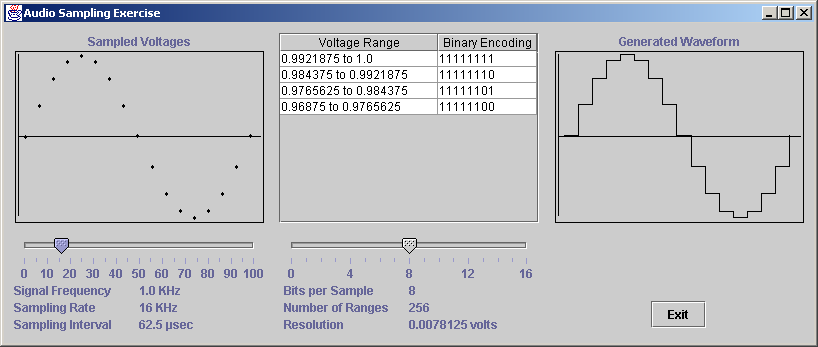 Audio Sampling Exercise
Sampled Voltages
Voltage Range Binary Encoding
0.9921875 to 1.0 11111111
0.984375 to 0.9921875 11111110
0.9765625 to 0.984375 11111101
0.96875 to 0.9765625 11111100
Generated Waveform
0 10 20 30 40 50 60 70 80 90 100
Signal Frequency 1.0 KHz
Sampling Rate 16 KHz
Sampling Interval 62.5 µsec
0 4 8 12 16
Bits per Sample 8
Number of Ranges 256
Resolution 0.0078125 volts
Exit